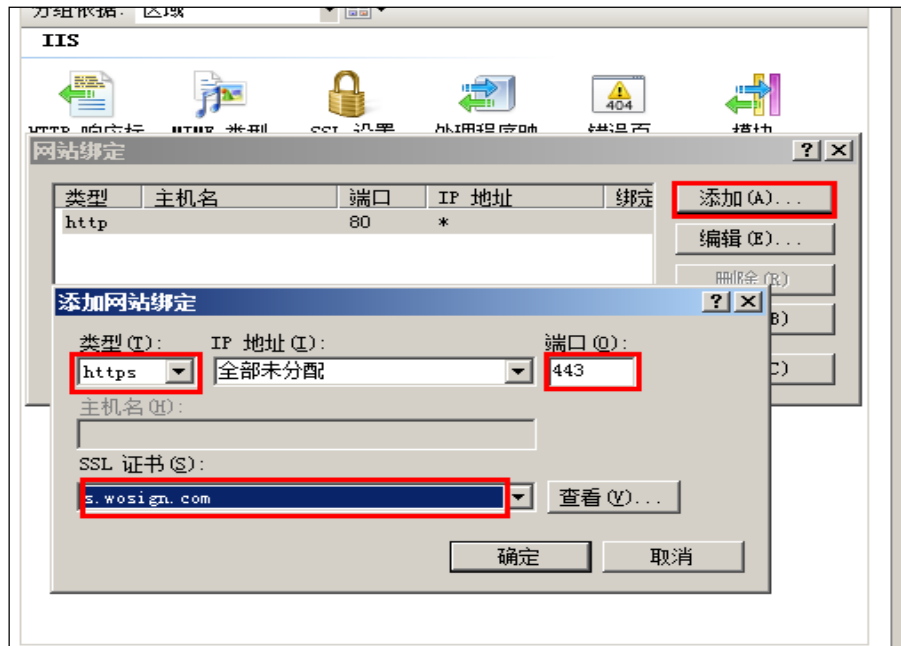 分组依据: 区域
IIS
404
HTTP 响应标 MIME 类型 SSL 设置 处理程序映 错误页 模块
网站绑定
类型 主机名 端口 IP 地址 绑定
http 80 *
添加(A)...
编辑(E)...
删除(R)
B)
C)
添加网站绑定
类型(T): IP 地址(I): 端口(O):
https 全部未分配 443
主机名(H):
SSL 证书(S):
s.wosign.com 查看(V)...
确定 取消